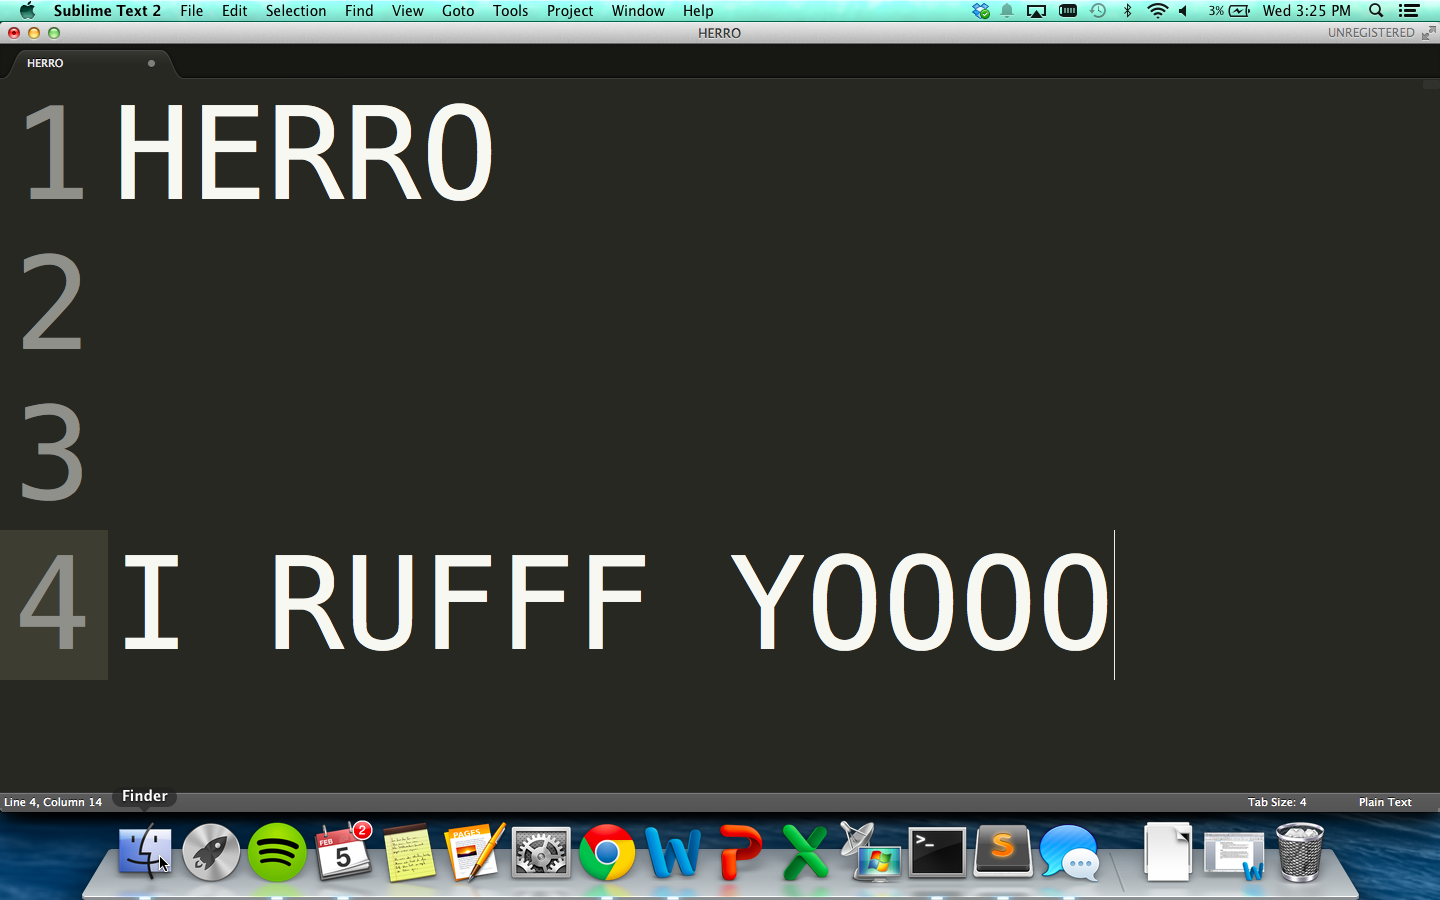 Sublime Text 2 File Edit Selection Find View Goto Tools Project Window Help 3% Wed 3:25 PM
HERRO UNREGISTERED
HERRO
1 HERRO
2
3
4 I RUFFF YOOOO
Finder
Line 4, Column 14 Tab Size: 4 Plain Text
FEB 5 2
PAGES
>_
S